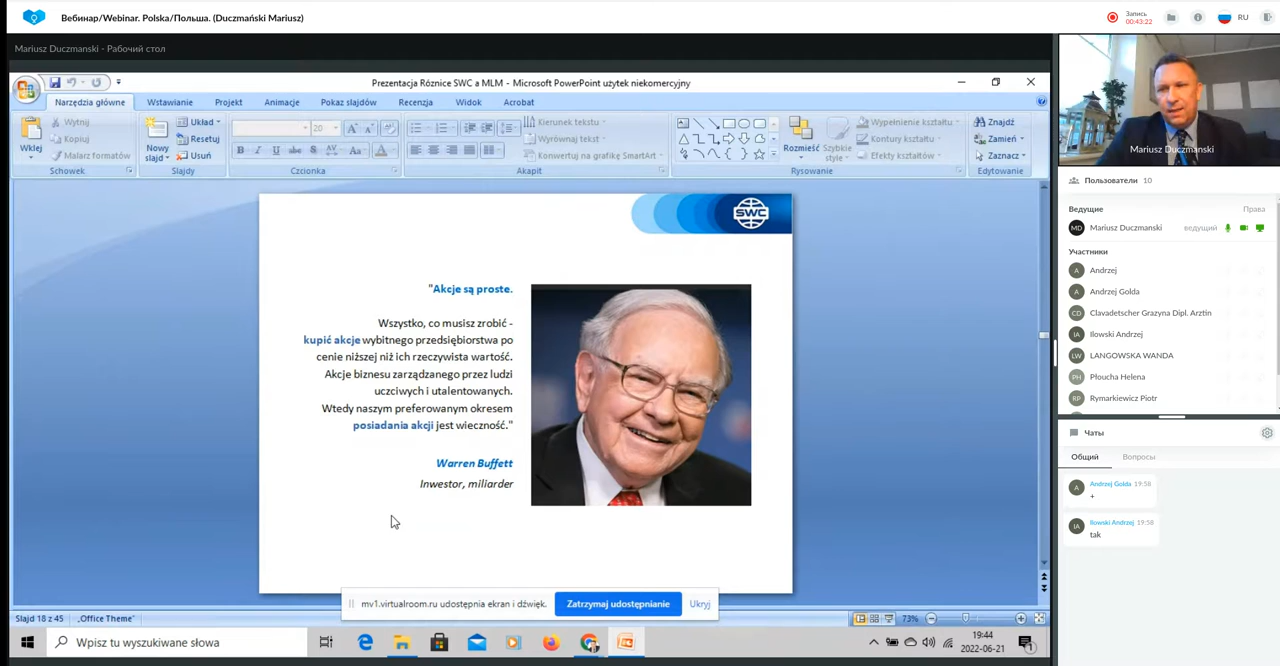 Вебинар/Webinar. Polska/Польша. (Duczmański Mariusz)
Запись
00:43:22
RU
Mariusz Duczmanski - Рабочий стол
Prezentacja Różnice SWC a MLM - Microsoft PowerPoint użytek niekomercyjny
Narzędzia główne
Wstawianie
Projekt
Animacje
Pokaz slajdów
Recenzja
Widok
Acrobat
Wklej
Wytnij
Kopiuj
Malarz formatów
Schowek
Nowy slajd
Układ
Resetuj
Usuń
Slajdy
20
Czcionka
Kierunek tekstu
Wyrównaj tekst
Konwertuj na grafikę SmartArt
Akapit
Rozmieść
Szybkie style
Wypełnienie kształtu
Kontury kształtu
Efekty kształtów
Rysowanie
Znajdź
Zamień
Zaznacz
Edytowanie
SWC
"Akcje są proste.
Wszystko, co musisz zrobić -
kupić akcje wybitnego przedsiębiorstwa po
cenie niższej niż ich rzeczywista wartość.
Akcje biznesu zarządzanego przez ludzi
uczciwych i utalentowanych.
Wtedy naszym preferowanym okresem
posiadania akcji jest wieczność."
Warren Buffett
Inwestor, miliarder
mv1.virtualroom.ru udostępnia ekran i dźwięk.
Zatrzymaj udostępnianie
Ukryj
Slajd 18 z 45
„Office Theme"
73%
Wpisz tu wyszukiwane słowa
19:44
2022-06-21
1
Mariusz Duczmanski
Пользователи 10
Ведущие
Права
MD Mariusz Duczmanski ведущий
Участники
A Andrzej
A Andrzej Golda
CD Clavadetscher Grazyna Dipl. Arztin
IA Ilowski Andrzej
LW LANGOWSKA WANDA
PH Płoucha Helena
RP Rymarkiewicz Piotr
Чаты
Общий
Вопросы
A Andrzej Golda 19:58
+
IA Ilowski Andrzej 19:58
tak